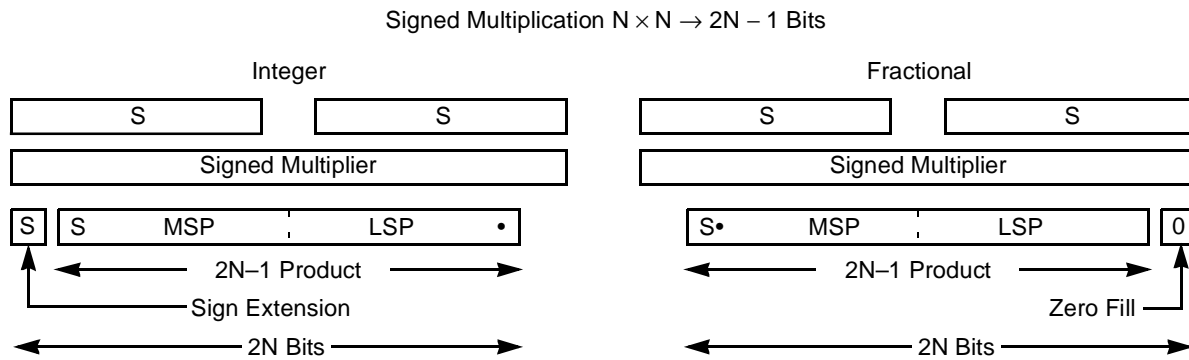 Signed Multiplication N × N → 2N – 1 Bits
Integer
Fractional
S S
S S
Signed Multiplier
Signed Multiplier
S S MSP LSP •
S• MSP LSP 0
2N–1 Product
2N–1 Product
Sign Extension
Zero Fill
2N Bits
2N Bits